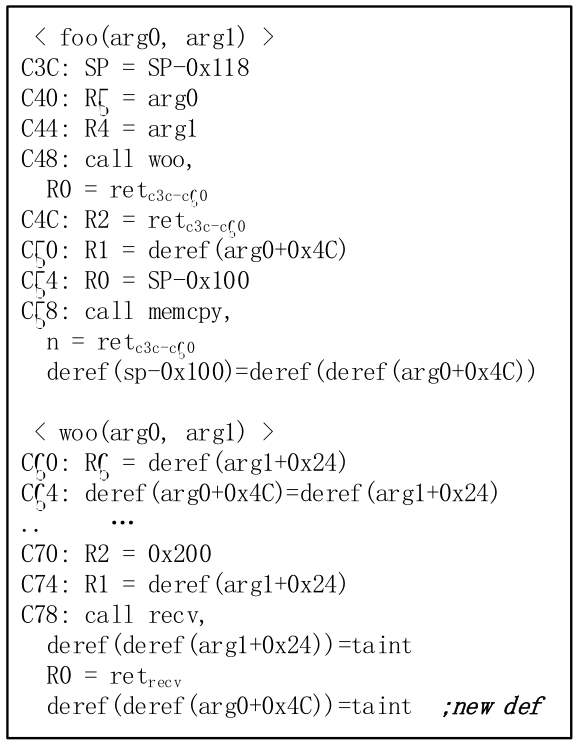 < foo(arg0, arg1) >
C3C: SP = SP-0x118
C40: R5 = arg0
C44: R4 = arg1
C48: call woo,
R0 = ret_c3c-c60
C4C: R2 = ret_c3c-c60
C50: R1 = deref(arg0+0x4C)
C54: R0 = SP-0x100
C58: call memcpy,
n = ret_c3c-c60
deref(sp-0x100)=deref(deref(arg0+0x4C))
< woo(arg0, arg1) >
C60: R6 = deref(arg1+0x24)
C64: deref(arg0+0x4C)=deref(arg1+0x24)
.. …
C70: R2 = 0x200
C74: R1 = deref(arg1+0x24)
C78: call recv,
deref(deref(arg1+0x24))=taint
R0 = ret_recv
deref(deref(arg0+0x4C))=taint ;new def